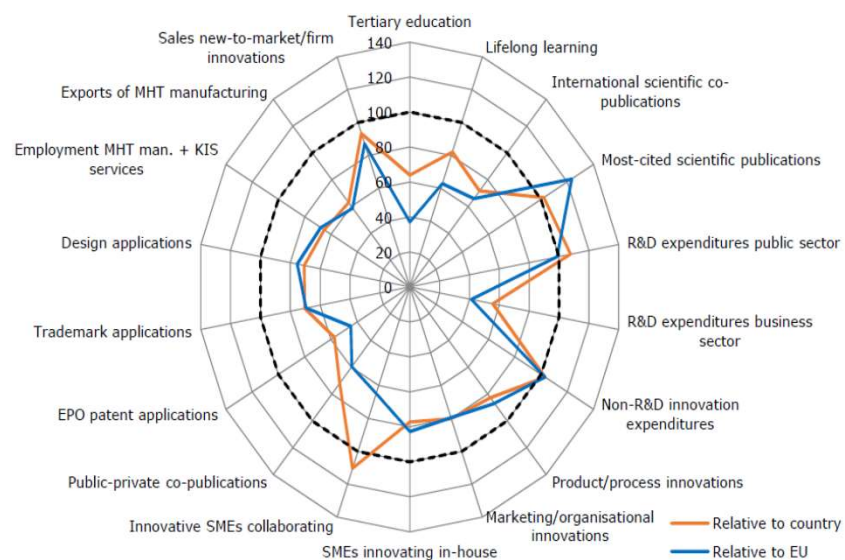 Tertiary education
Lifelong learning
International scientific co-
publications
Most-cited scientific publications
R&D expenditures public sector
R&D expenditures business
sector
Non-R&D innovation
expenditures
Product/process innovations
Marketing/organisational
innovations
SMEs innovating in-house
Innovative SMEs collaborating
Public-private co-publications
EPO patent applications
Trademark applications
Design applications
Employment MHT man. + KIS
services
Exports of MHT manufacturing
Sales new-to-market/firm
innovations
140
120
100
80
60
40
20
0
Relative to country
Relative to EU